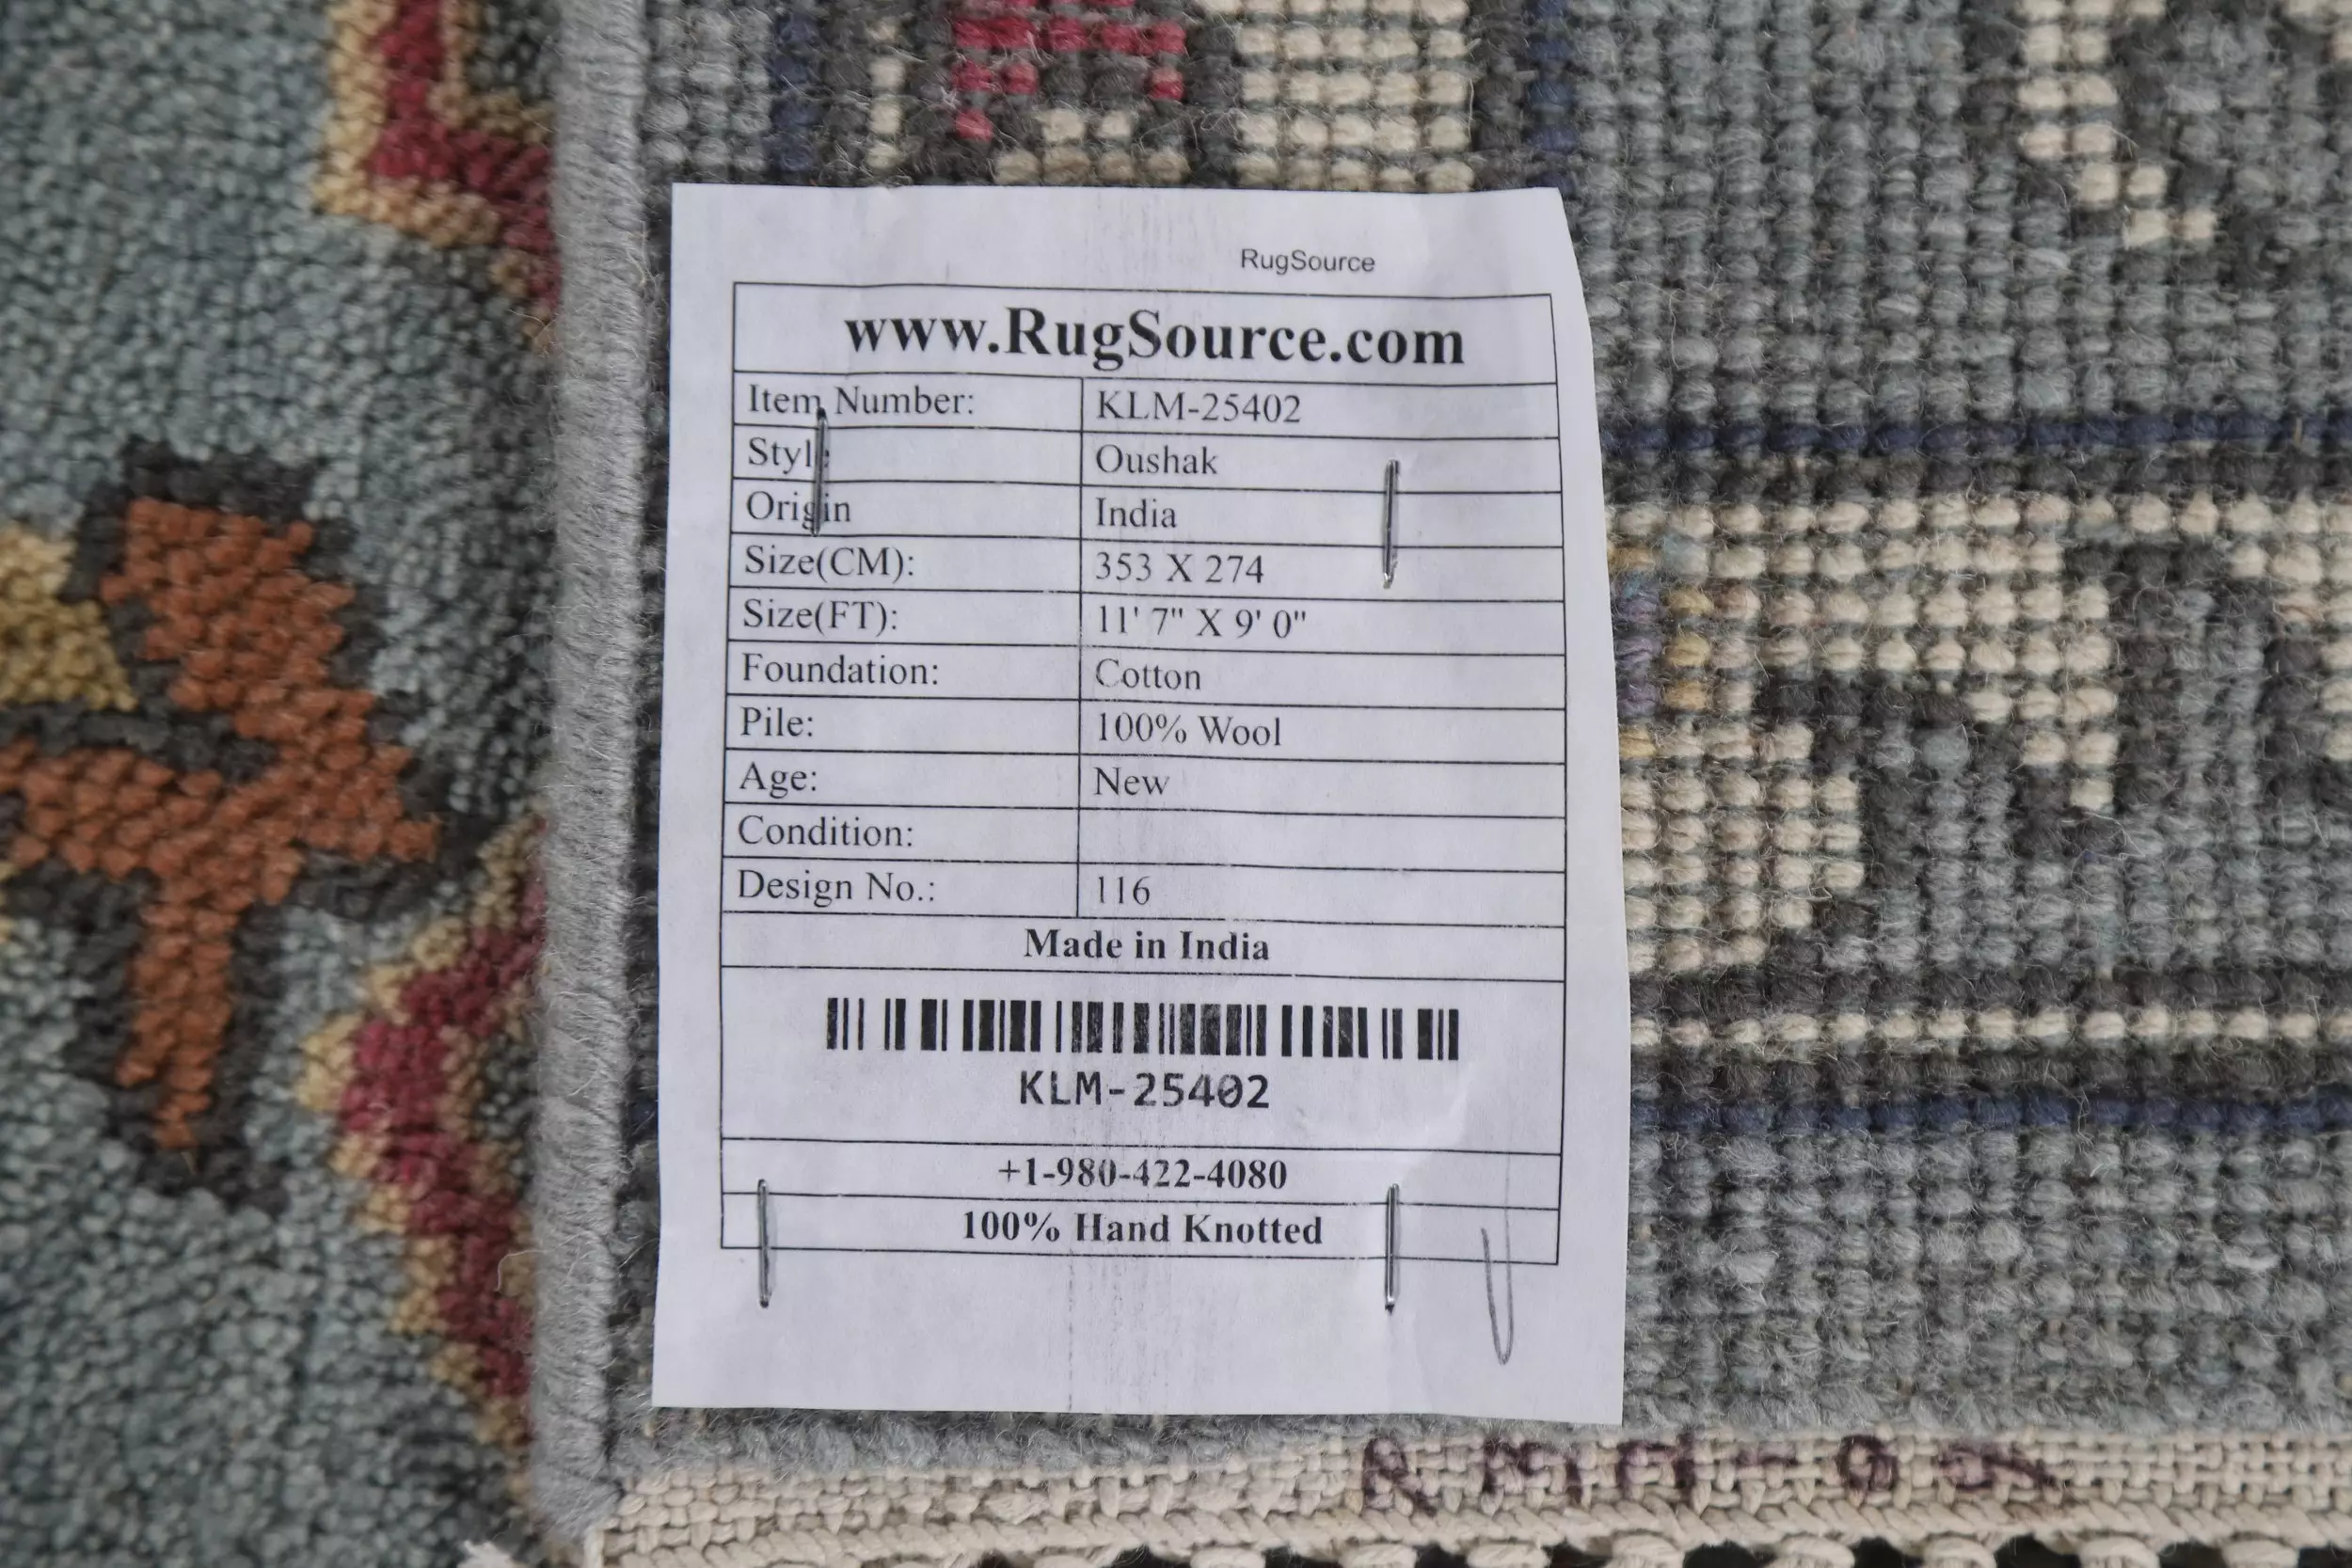 RugSource
www.RugSource.com
Item Number: KLM-25402
Style: Oushak
Origin India
Size(CM): 353 X 274
Size(FT): 11' 7" X 9' 0"
Foundation: Cotton
Pile: 100% Wool
Age: New
Condition:
Design No.: 116
Made in India
KLM-25402
+1-980-422-4080
100% Hand Knotted